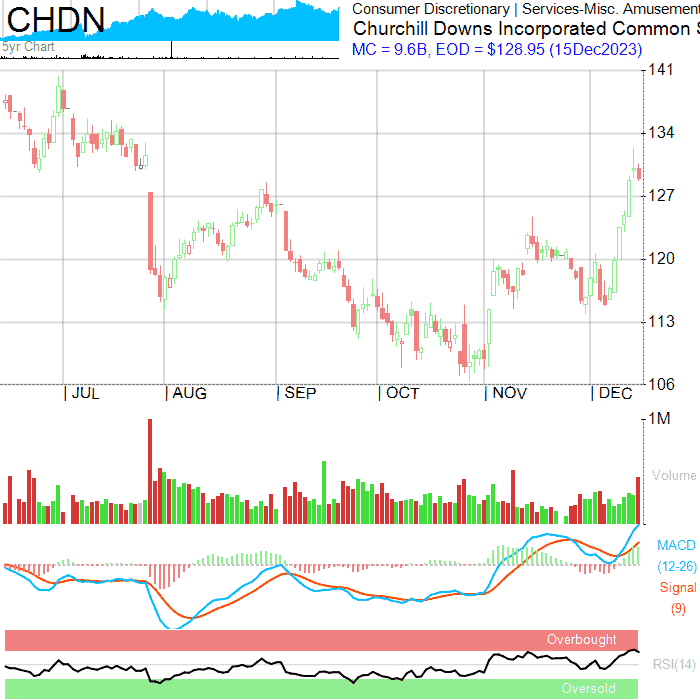 CHDN
5yr Chart
Consumer Discretionary | Services-Misc. Amusement
Churchill Downs Incorporated Common
MC = 9.6B, EOD = $128.95 (15Dec2023)
141
134
127
120
113
106
| JUL | AUG | SEP | OCT | NOV | DEC
1M
Volume
MACD
(12-26)
Signal
(9)
Overbought
RSI(14)
Oversold